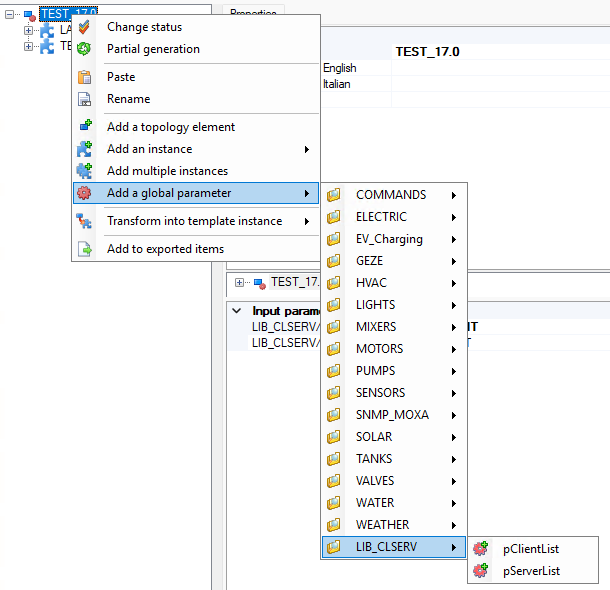 TEST_17.0
LA
TE
Change status
Partial generation
Paste
Rename
Add a topology element
Add an instance
Add multiple instances
Add a global parameter
Transform into template instance
Add to exported items
Properties
TEST_17.0
English
Italian
COMMANDS
ELECTRIC
EV_Charging
GEZE
HVAC
LIGHTS
MIXERS
MOTORS
PUMPS
SENSORS
SNMP_MOXA
SOLAR
TANKS
VALVES
WATER
WEATHER
LIB_CLSERV
TEST_17.
Input param
LIB_CLSERV/
LIB_CLSERV/
pClientList
pServerList